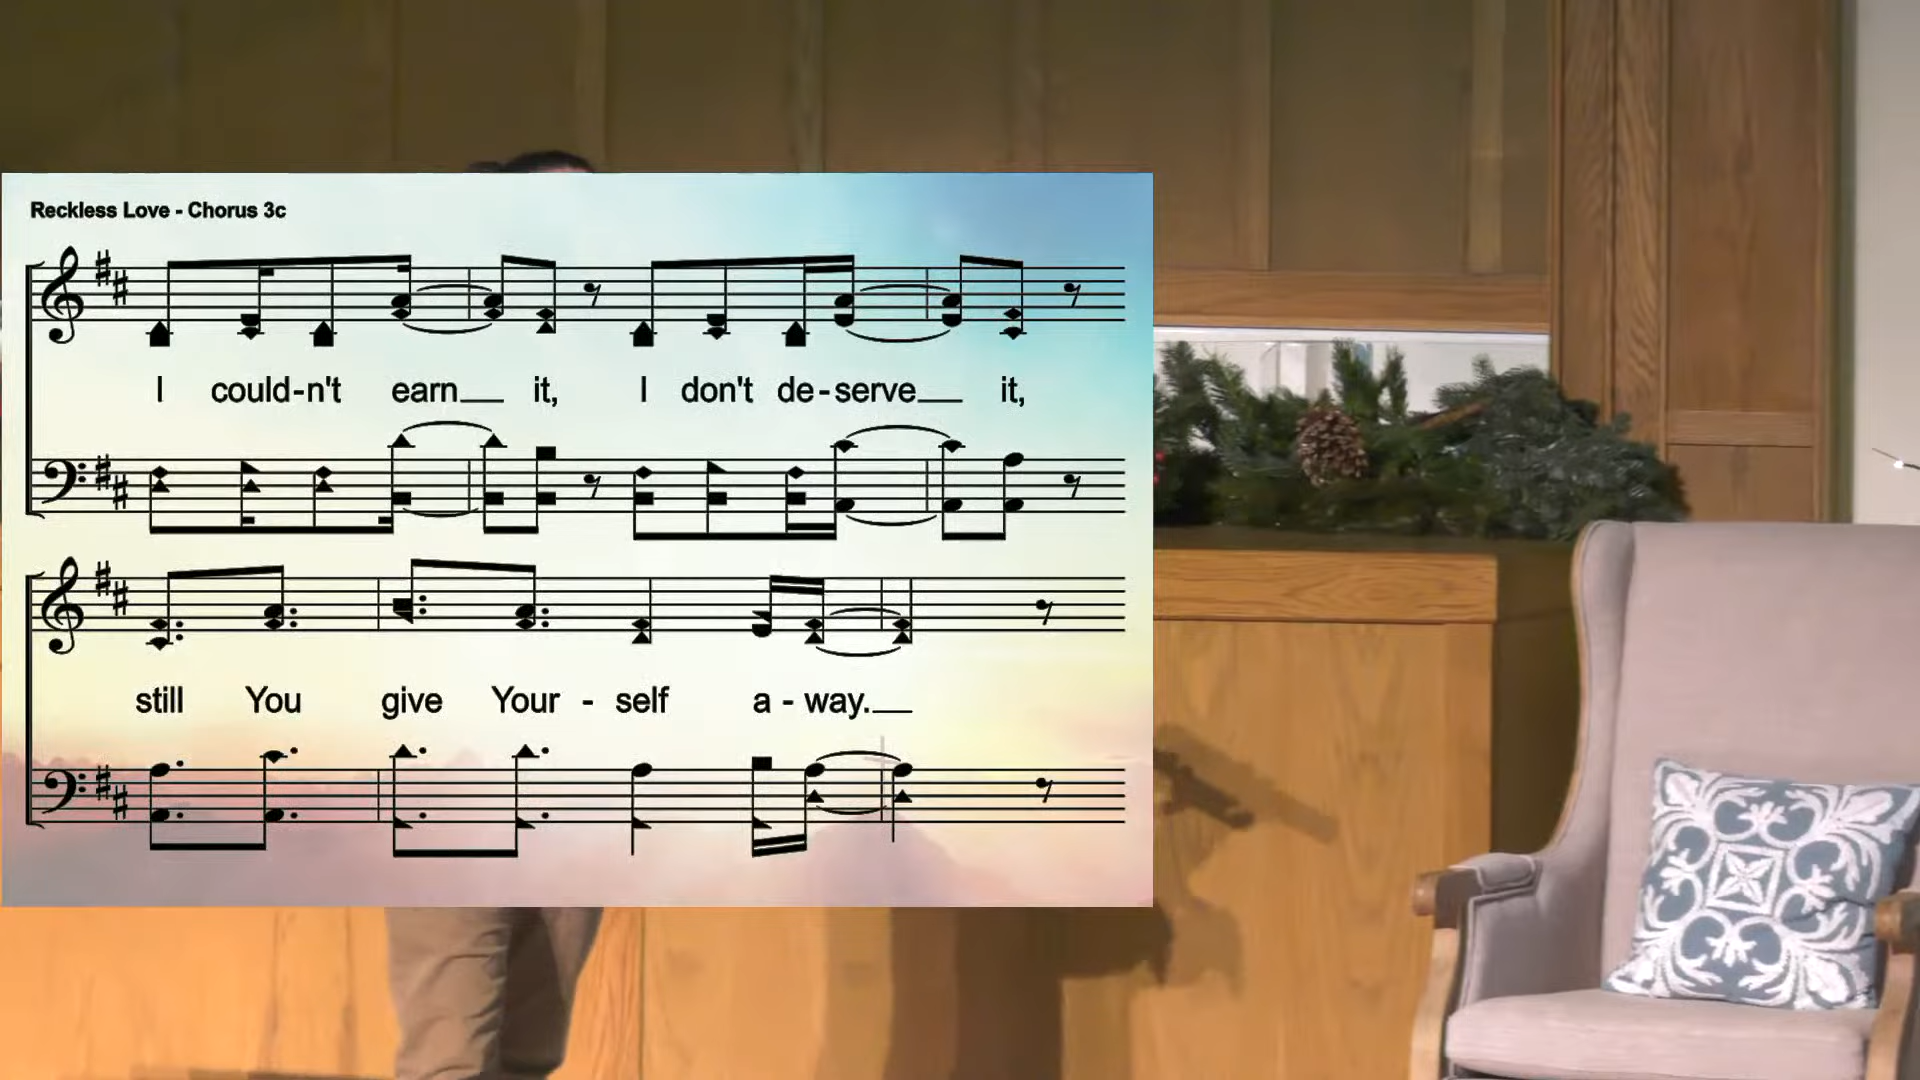 Reckless Love - Chorus 3c
I could-n't earn__ it, I don't de-serve__ it,
still You give Your - self a - way.__